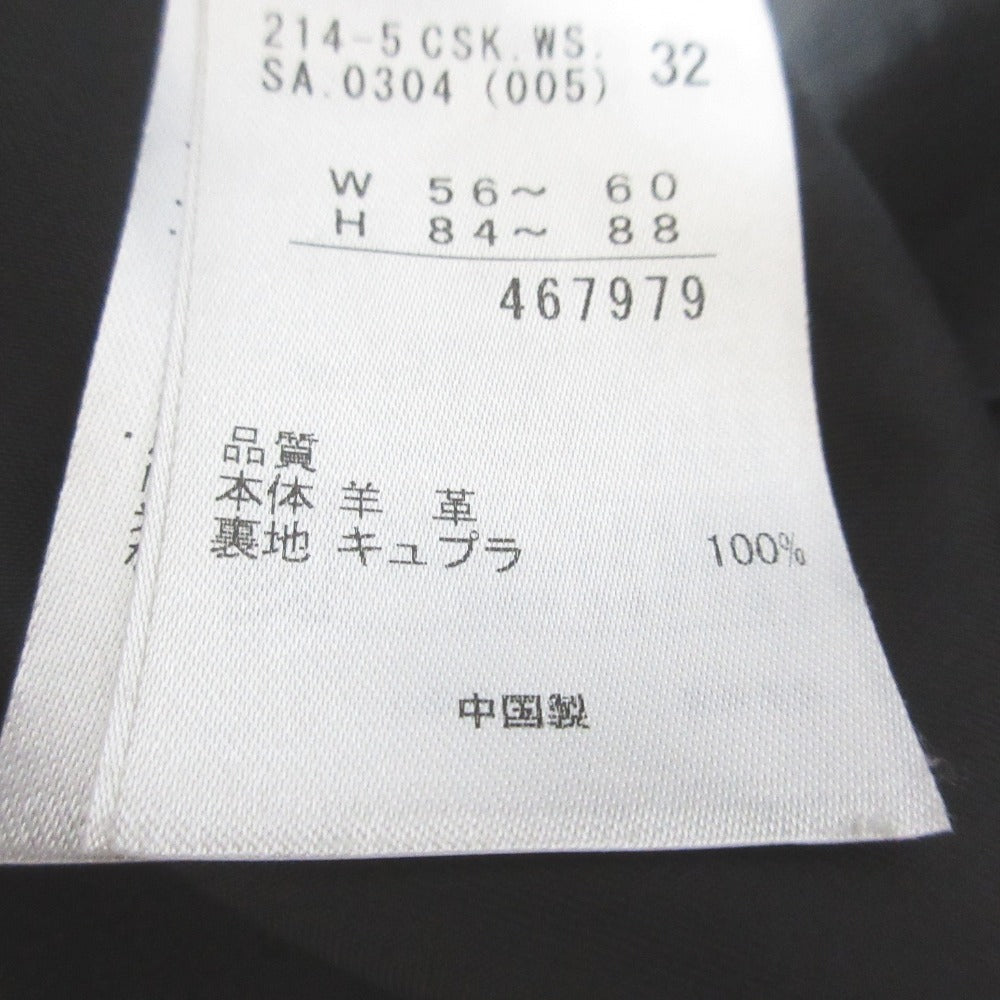 214-5 CSK.WS. 32
SA.0304 (005)
W 56～ 60
H 84～ 88
467979
品質
本体 羊 革
裏地 キュプラ 100%
中国製